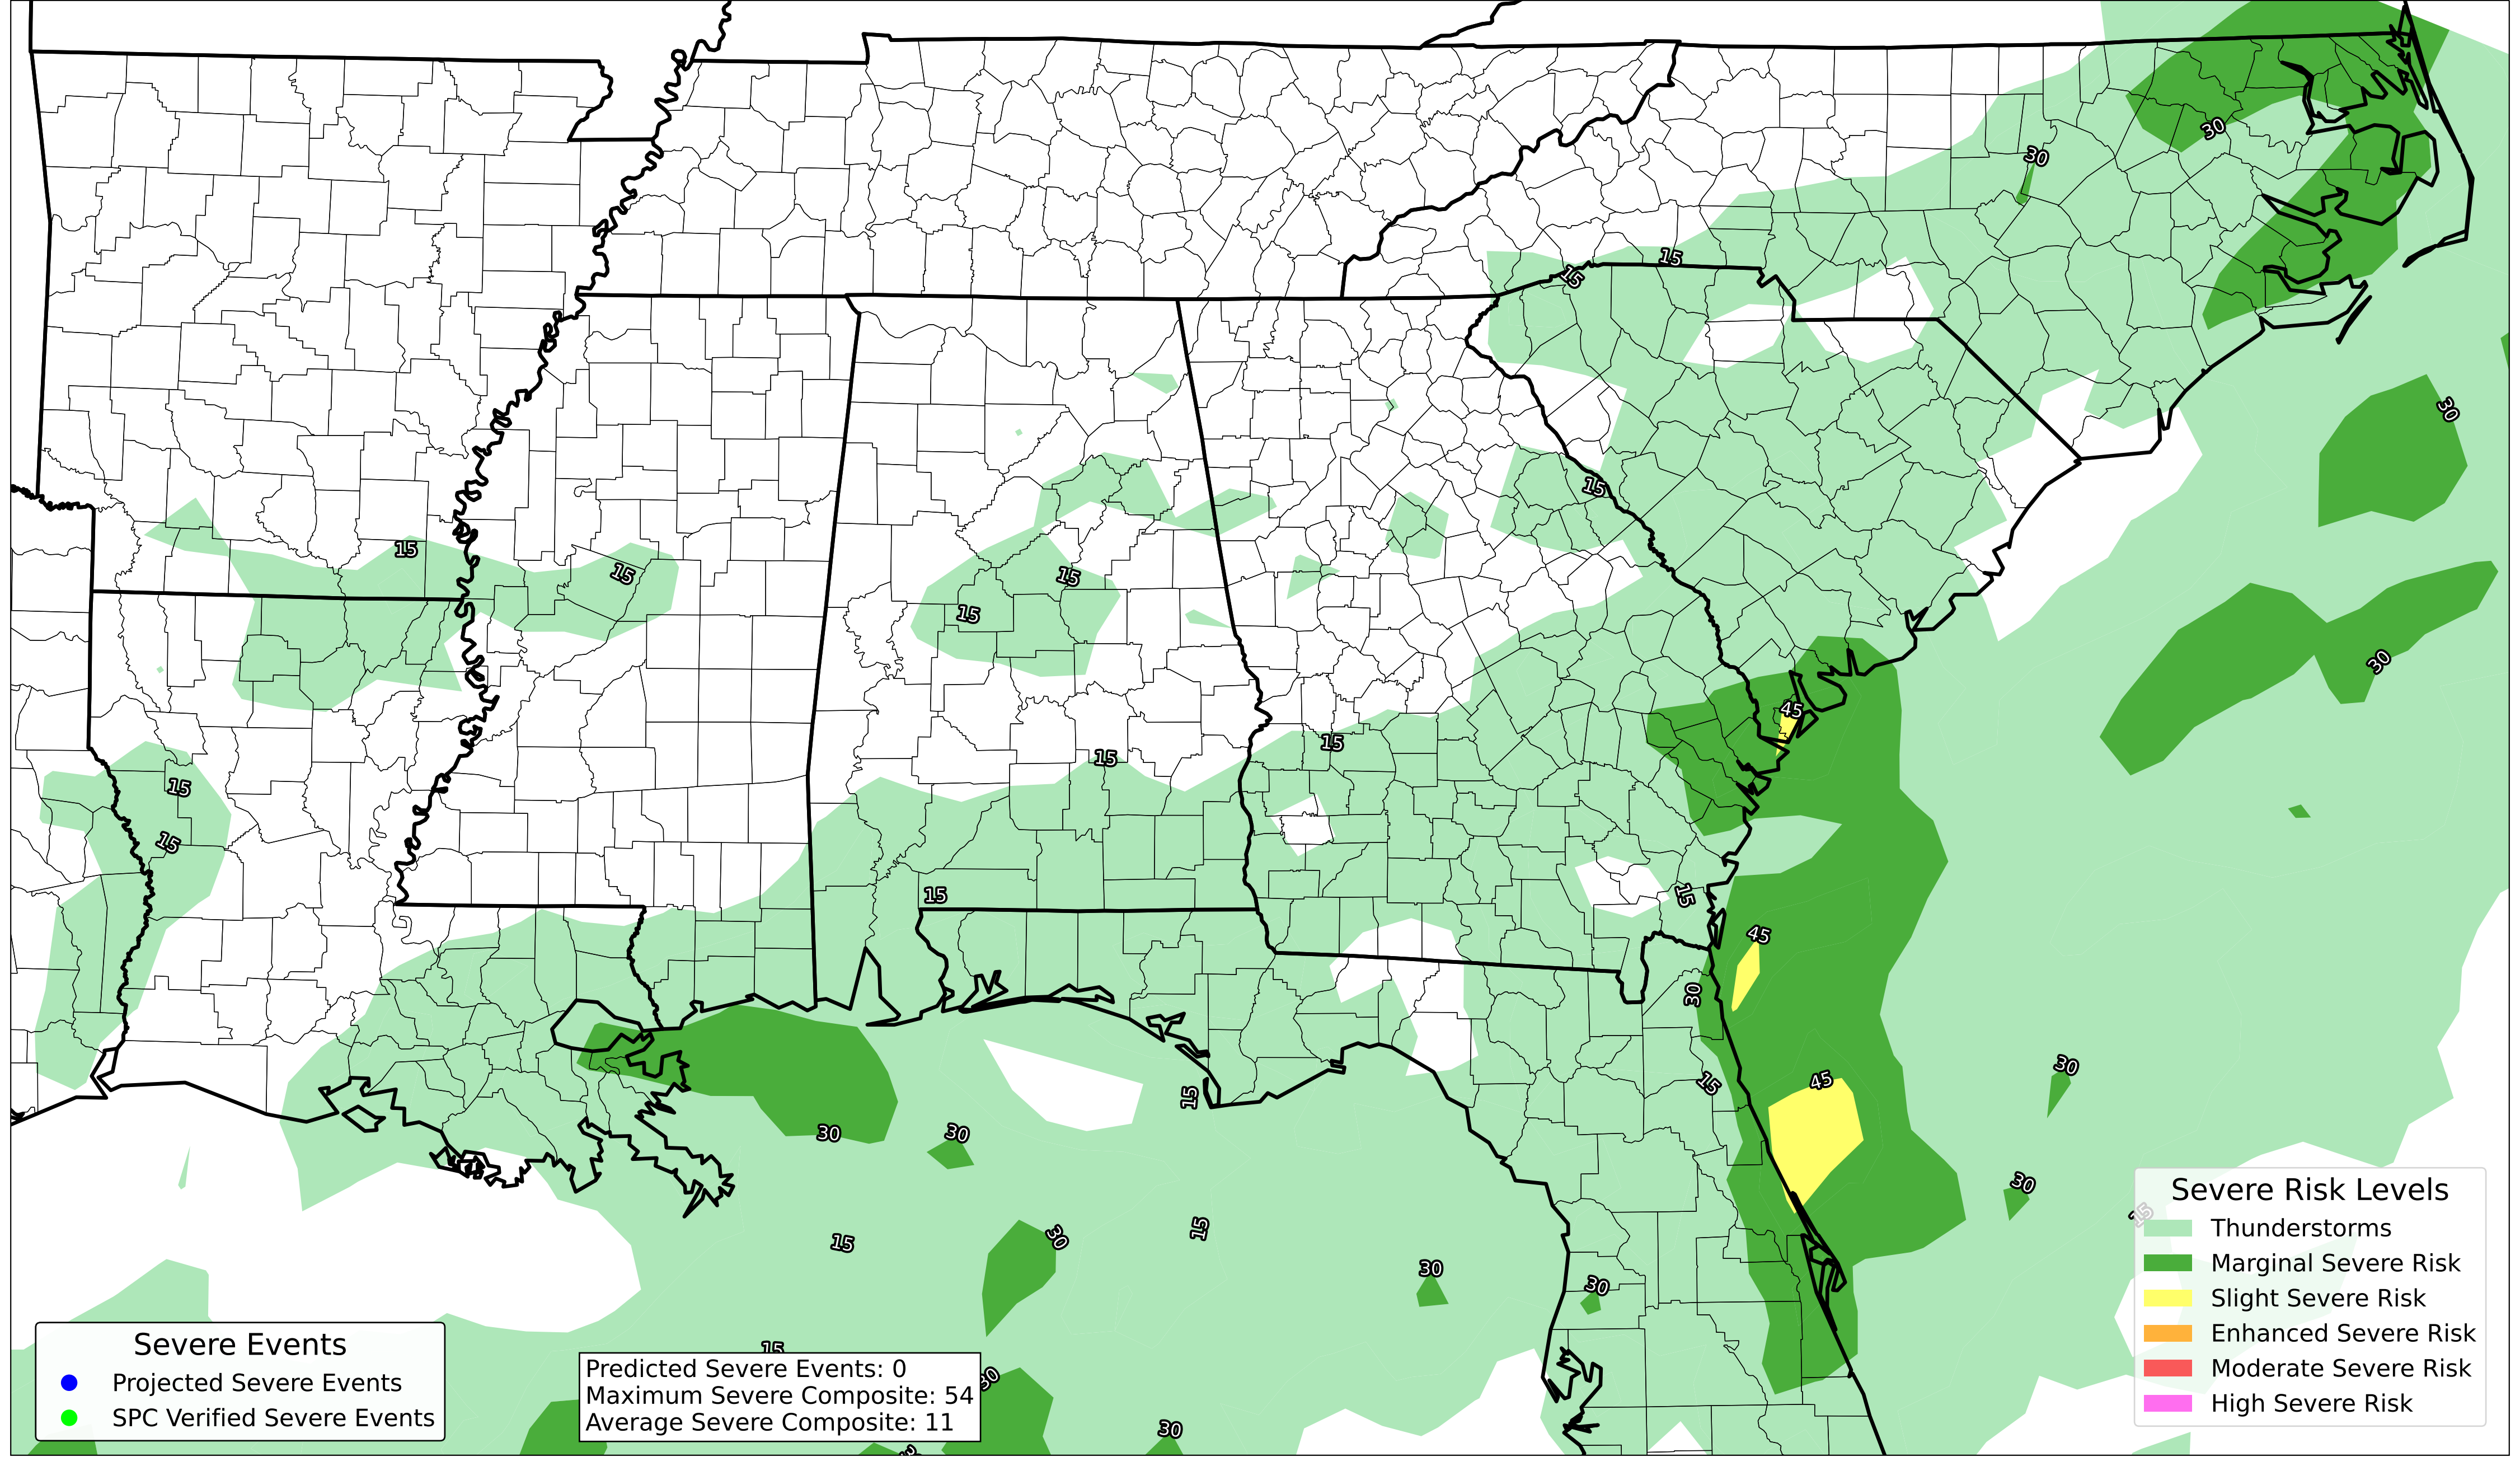 30
30
15
15
30
15
15
15
15
15
30
45
15
15
15
15
15
15
45
30
15
45
30
15
30
30
30
15
15
15
30
30
30
15
30
30
Severe Events
Projected Severe Events
SPC Verified Severe Events
Predicted Severe Events: 0
Maximum Severe Composite: 54
Average Severe Composite: 11
Severe Risk Levels
Thunderstorms
Marginal Severe Risk
Slight Severe Risk
Enhanced Severe Risk
Moderate Severe Risk
High Severe Risk